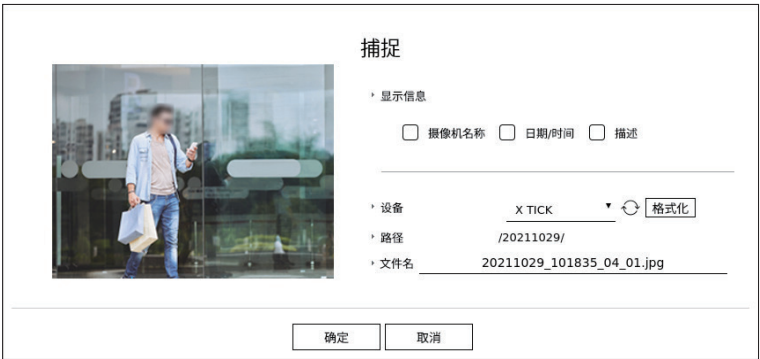 捕捉
显示信息
摄像机名称 日期/时间 描述
设备 X TICK 格式化
路径 /20211029/
文件名 20211029_101835_04_01.jpg
确定 取消